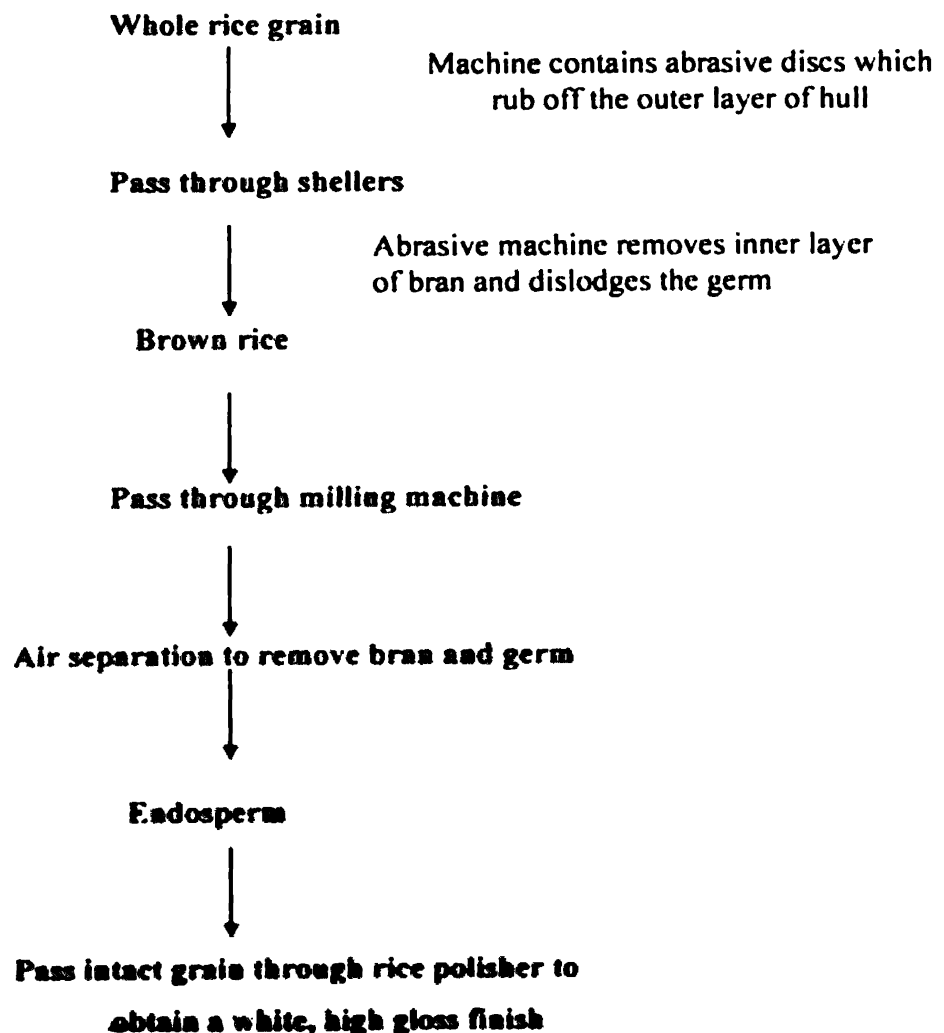 Whole rice grain
Machine contains abrasive discs which
rub off the outer layer of hull
Pass through shellers
Abrasive machine removes inner layer
of bran and dislodges the germ
Brown rice
Pass through milling machine
Air separation to remove bran and germ
Endosperm
Pass intact grain through rice polisher to
obtain a white, high gloss finish